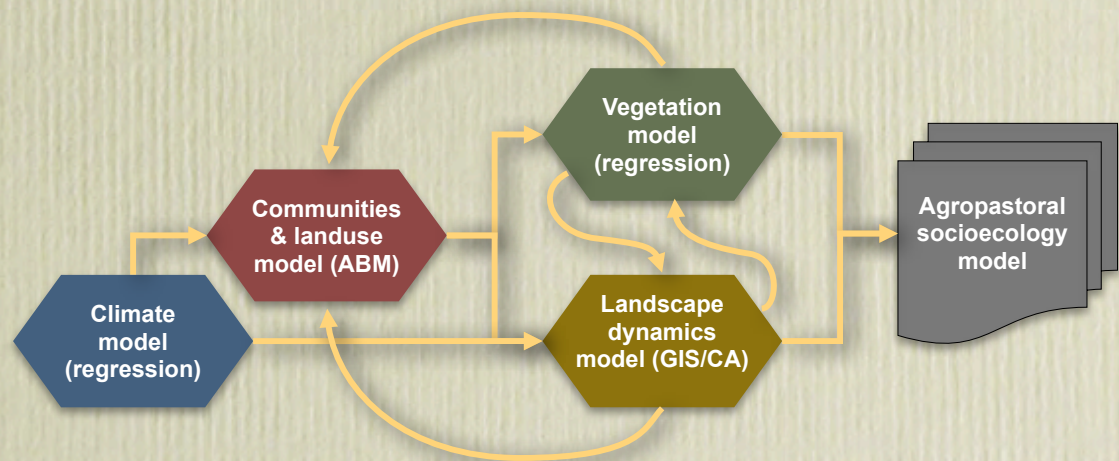 Vegetation
model
(regression)
Communities
& landuse
model (ABM)
Agropastoral
socioecology
model
Climate
model
(regression)
Landscape
dynamics
model (GIS/CA)